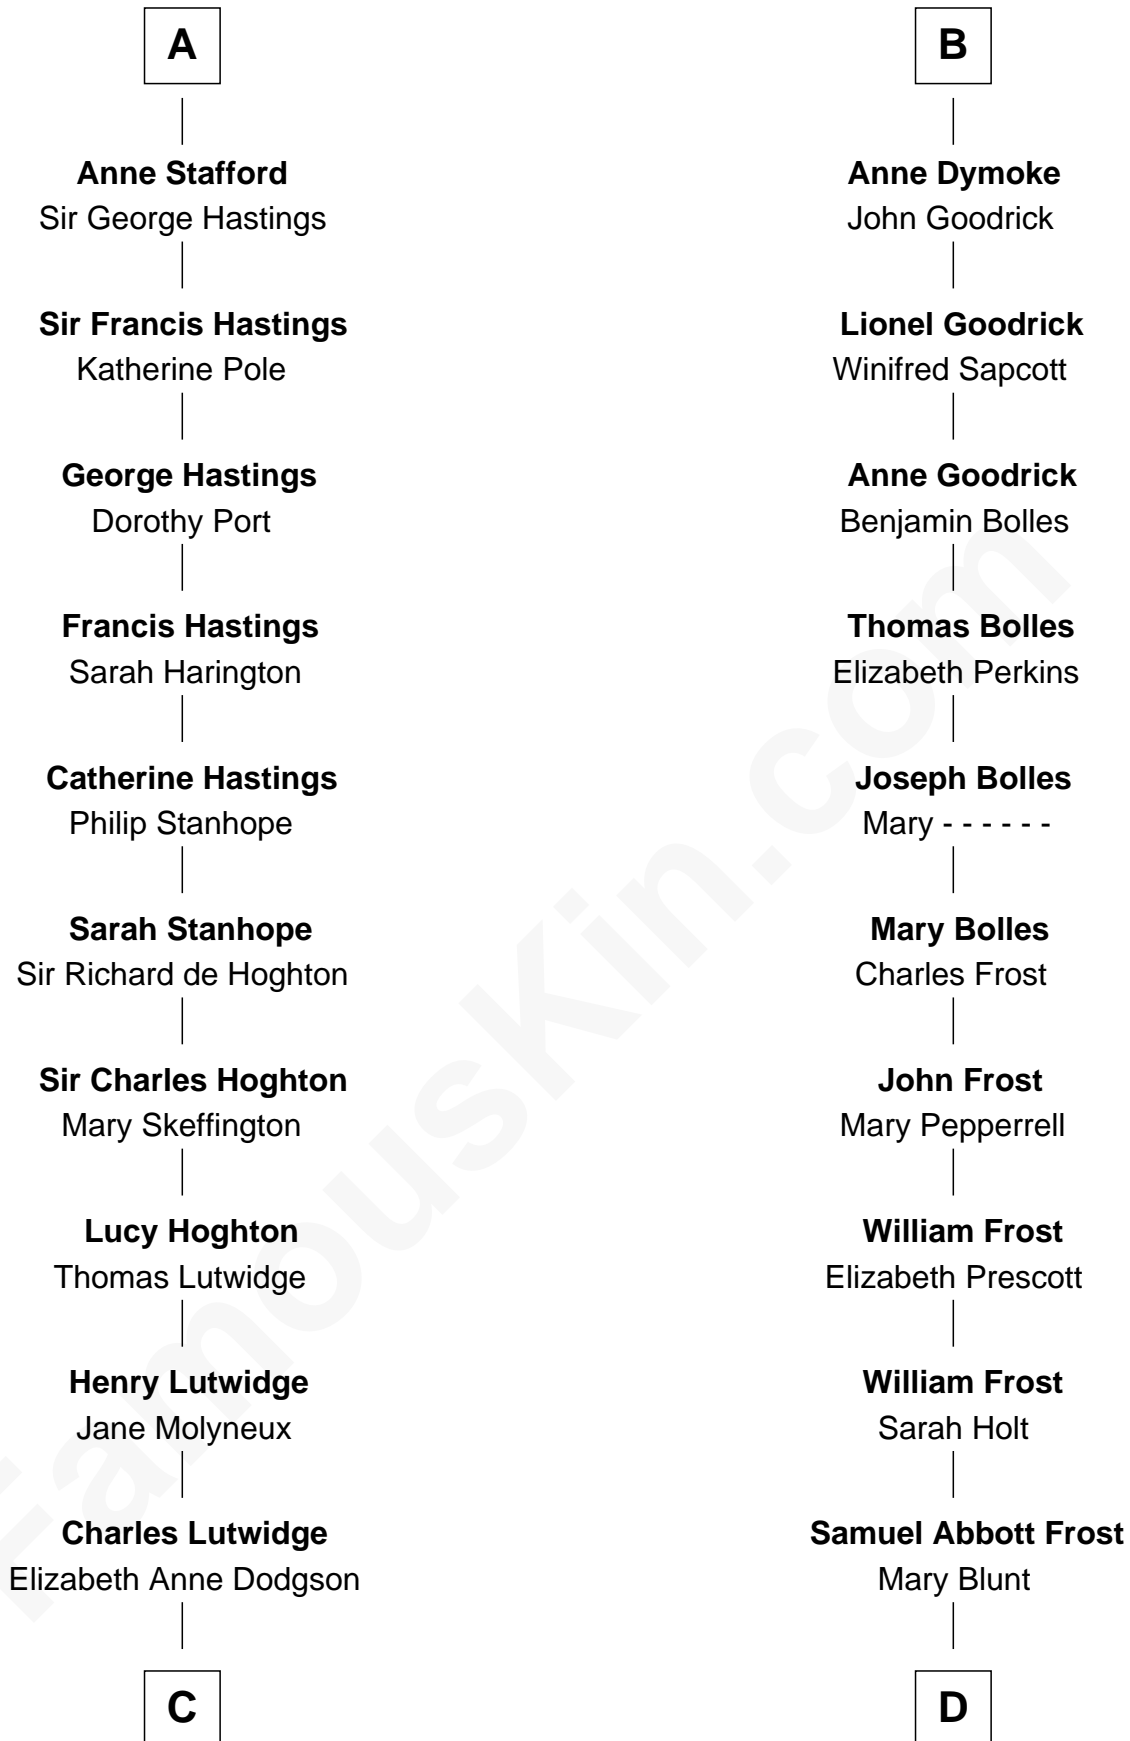 A
Anne Stafford
Sir George Hastings
Sir Francis Hastings
Katherine Pole
George Hastings
Dorothy Port
Francis Hastings
Sarah Harington
Catherine Hastings
Philip Stanhope
Sarah Stanhope
Sir Richard de Hoghton
Sir Charles Hoghton
Mary Skeffington
Lucy Hoghton
Thomas Lutwidge
Henry Lutwidge
Jane Molyneux
Charles Lutwidge
Elizabeth Anne Dodgson
C
B
Anne Dymoke
John Goodrick
Lionel Goodrick
Winifred Sapcott
Anne Goodrick
Benjamin Bolles
Thomas Bolles
Elizabeth Perkins
Joseph Bolles
Mary - - - - - -
Mary Bolles
Charles Frost
John Frost
Mary Pepperrell
William Frost
Elizabeth Prescott
William Frost
Sarah Holt
Samuel Abbott Frost
Mary Blunt
D
FamousKin.com